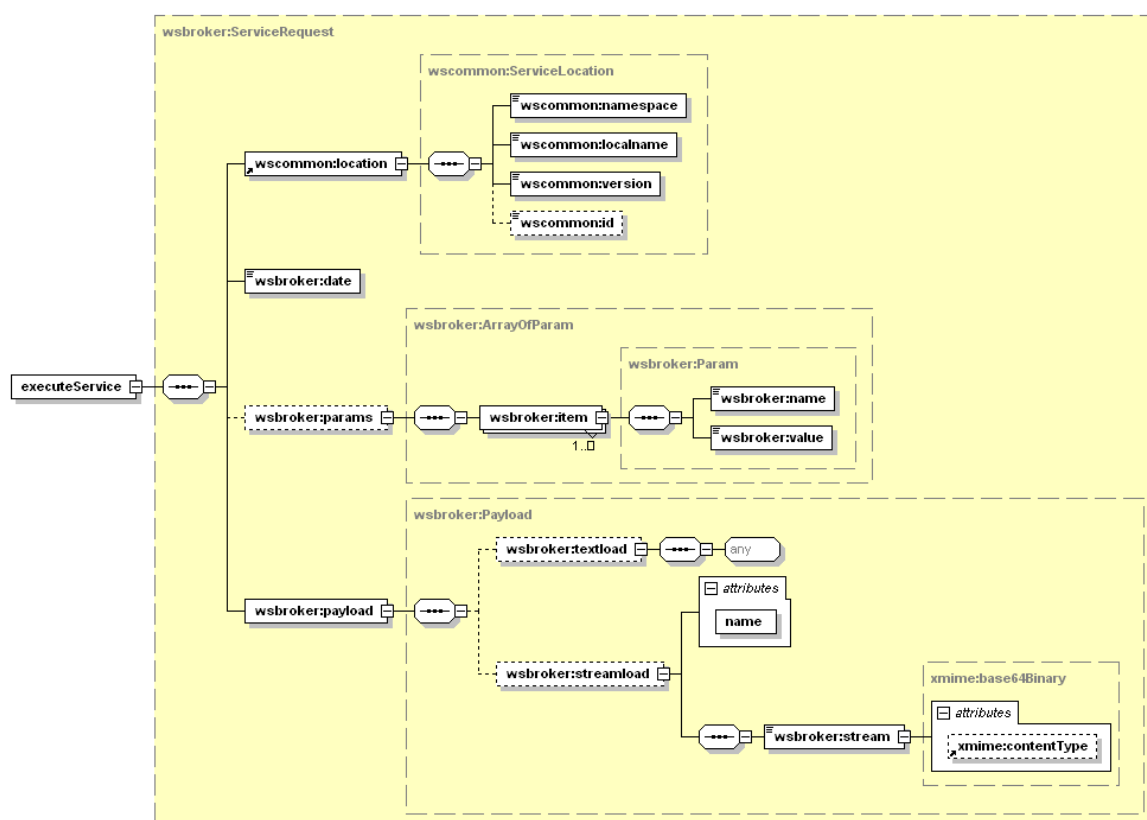 wsbroker:ServiceRequest
wscommon:ServiceLocation
wscommon:namespace
wscommon:localname
wscommon:location
wscommon:version
wscommon:id
wsbroker:date
wsbroker:ArrayOfParam
wsbroker:Param
executeService
wsbroker:params
wsbroker:item
wsbroker:name
1..
wsbroker:value
wsbroker:Payload
wsbroker:textload
any
attributes
wsbroker:payload
name
wsbroker:streamload
xmime:base64Binary
attributes
wsbroker:stream
xmime:contentType